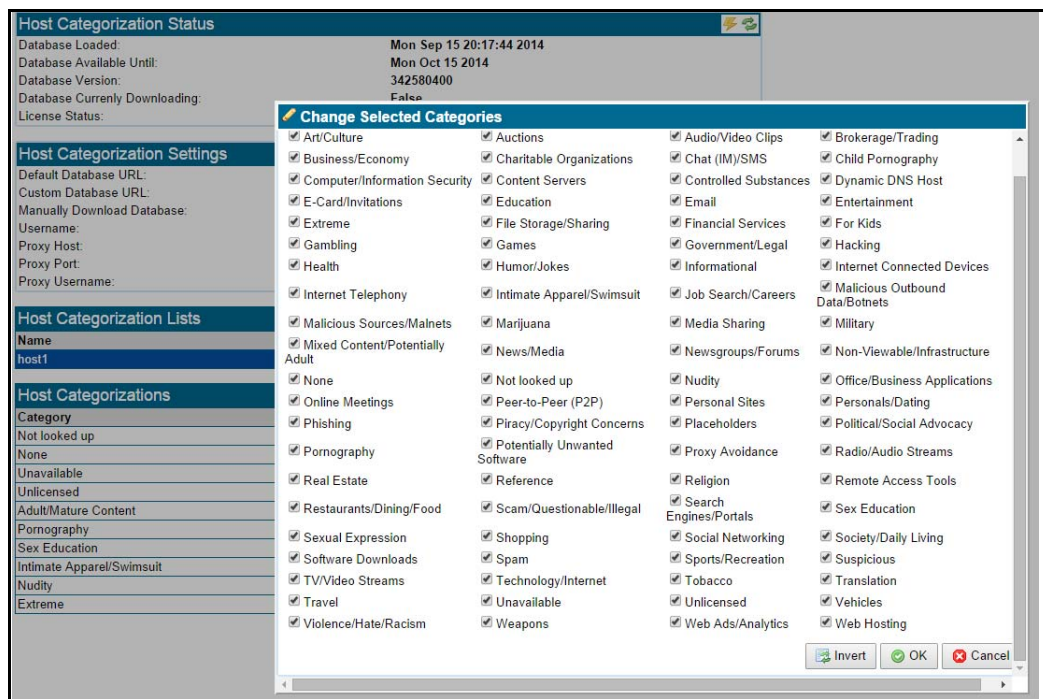 Host Categorization Status
Database Loaded: Mon Sep 15 20:17:44 2014
Database Available Until: Mon Oct 15 2014
Database Version: 342580400
Database Currenly Downloading: False
License Status:
Host Categorization Settings
Default Database URL:
Custom Database URL:
Manually Download Database:
Username:
Proxy Host:
Proxy Port:
Proxy Username:
Host Categorization Lists
Name
host1
Host Categorizations
Category
Not looked up
None
Unavailable
Unlicensed
Adult/Mature Content
Pornography
Sex Education
Intimate Apparel/Swimsuit
Nudity
Extreme
Change Selected Categories
Art/Culture Auctions Audio/Video Clips Brokerage/Trading
Business/Economy Charitable Organizations Chat (IM)/SMS Child Pornography
Computer/Information Security Content Servers Controlled Substances Dynamic DNS Host
E-Card/Invitations Education Email Entertainment
Extreme File Storage/Sharing Financial Services For Kids
Gambling Games Government/Legal Hacking
Health Humor/Jokes Informational Internet Connected Devices
Internet Telephony Intimate Apparel/Swimsuit Job Search/Careers Malicious Outbound
Data/Botnets
Malicious Sources/Malnets Marijuana Media Sharing Military
Mixed Content/Potentially
Adult News/Media Newsgroups/Forums Non-Viewable/Infrastructure
None Not looked up Nudity Office/Business Applications
Online Meetings Peer-to-Peer (P2P) Personal Sites Personals/Dating
Phishing Piracy/Copyright Concerns Placeholders Political/Social Advocacy
Pornography Potentially Unwanted
Software Proxy Avoidance Radio/Audio Streams
Real Estate Reference Religion Remote Access Tools
Restaurants/Dining/Food Scam/Questionable/Illegal Search
Engines/Portals Sex Education
Sexual Expression Shopping Social Networking Society/Daily Living
Software Downloads Spam Sports/Recreation Suspicious
TV/Video Streams Technology/Internet Tobacco Translation
Travel Unavailable Unlicensed Vehicles
Violence/Hate/Racism Weapons Web Ads/Analytics Web Hosting
Invert OK Cancel